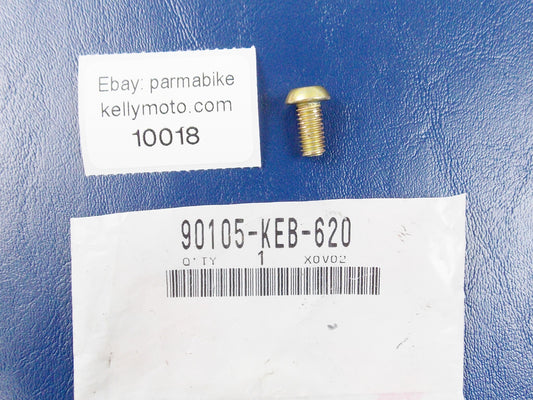 Ebay: parmabike
kellymoto.com
10018
90105-KEB-620
Q'TY 1 X0V02